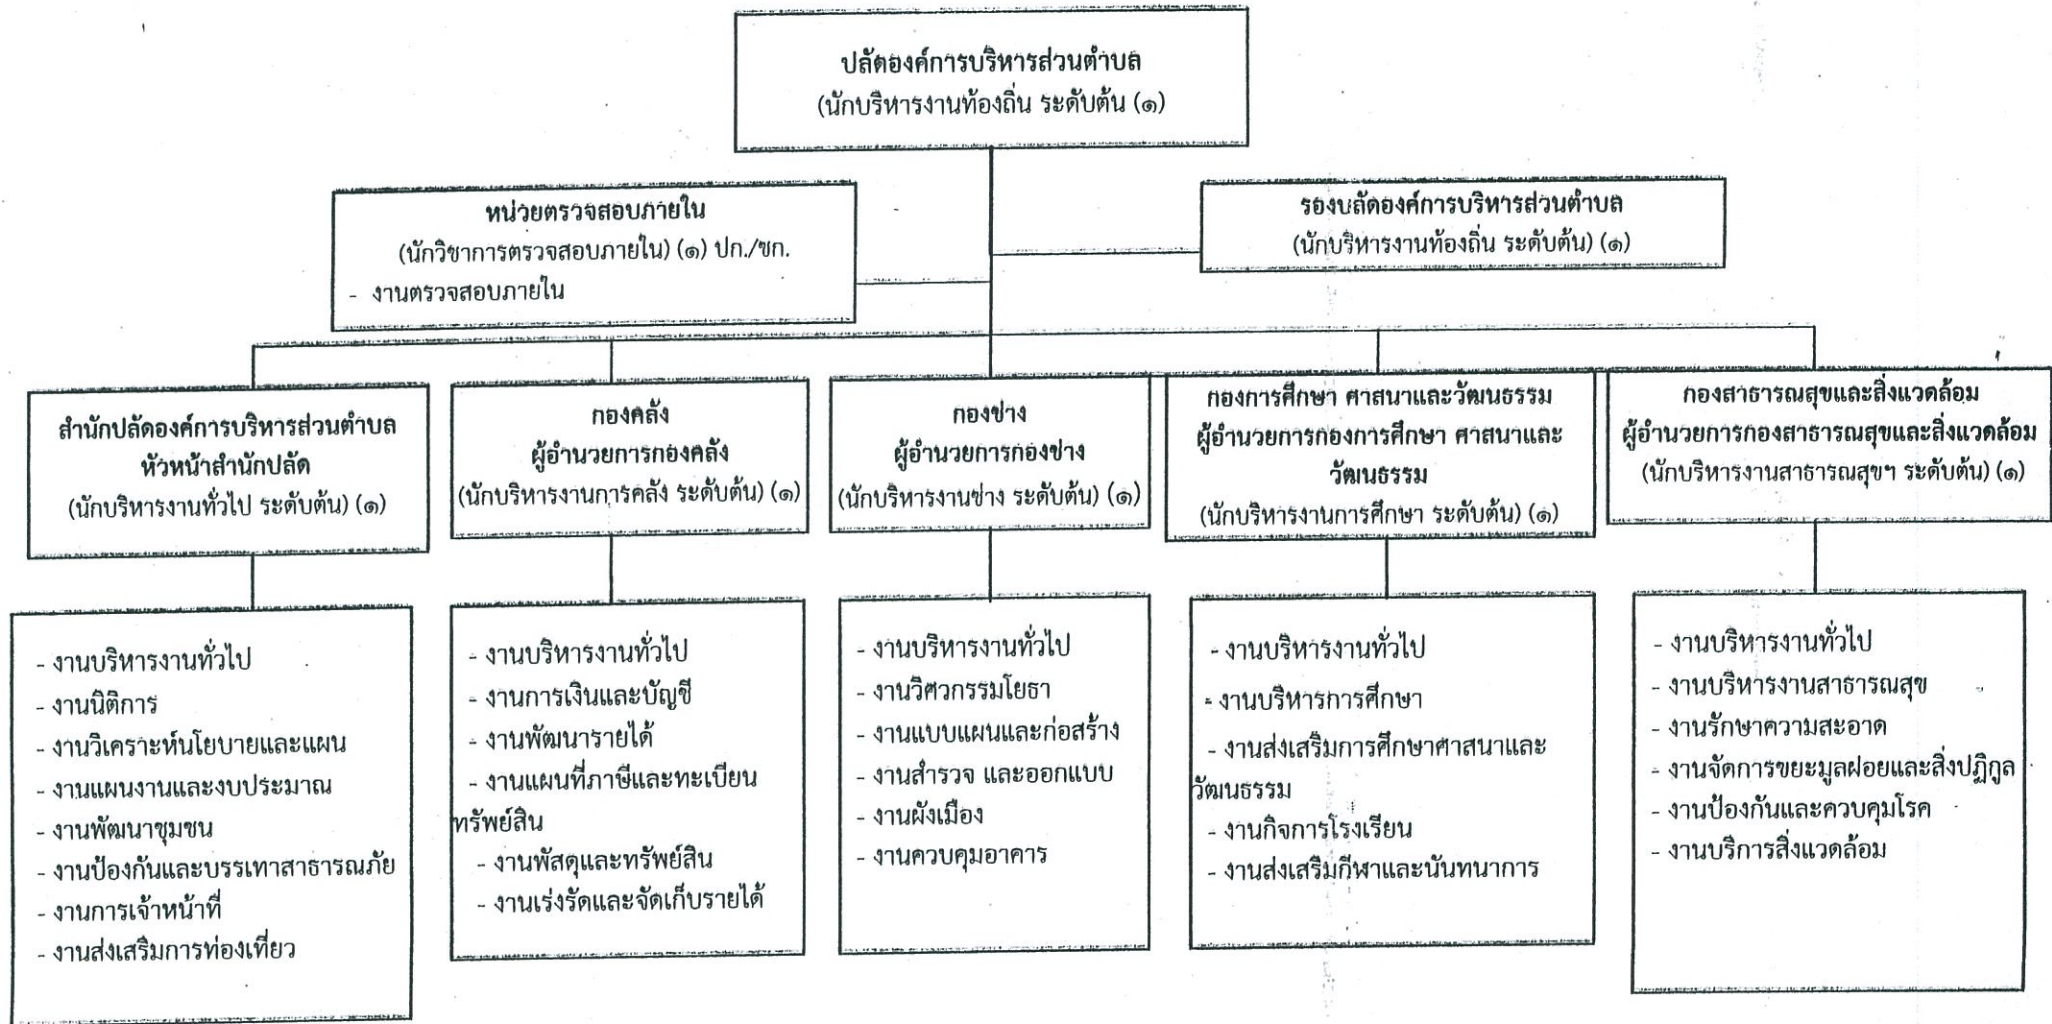 ปลัดองค์การบริหารส่วนตำบล
(นักบริหารงานท้องถิ่น ระดับต้น (๑)
หน่วยตรวจสอบภายใน
(นักวิชาการตรวจสอบภายใน) (๑) ปก./ชก.
- งานตรวจสอบภายใน
รองปลัดองค์การบริหารส่วนตำบล
(นักบริหารงานท้องถิ่น ระดับต้น) (๑)
สำนักปลัดองค์การบริหารส่วนตำบล
หัวหน้าสำนักปลัด
(นักบริหารงานทั่วไป ระดับต้น) (๑)
กองคลัง
ผู้อำนวยการกองคลัง
(นักบริหารงานการคลัง ระดับต้น) (๑)
กองช่าง
ผู้อำนวยการกองช่าง
(นักบริหารงานช่าง ระดับต้น) (๑)
กองการศึกษา ศาสนาและวัฒนธรรม
ผู้อำนวยการกองการศึกษา ศาสนาและ
วัฒนธรรม
(นักบริหารงานการศึกษา ระดับต้น) (๑)
กองสาธารณสุขและสิ่งแวดล้อม
ผู้อำนวยการกองสาธารณสุขและสิ่งแวดล้อม
(นักบริหารงานสาธารณสุขฯ ระดับต้น) (๑)
- งานบริหารงานทั่วไป
- งานนิติการ
- งานวิเคราะห์นโยบายและแผน
- งานแผนงานและงบประมาณ
- งานพัฒนาชุมชน
- งานป้องกันและบรรเทาสาธารณภัย
- งานการเจ้าหน้าที่
- งานส่งเสริมการท่องเที่ยว
- งานบริหารงานทั่วไป
- งานการเงินและบัญชี
- งานพัฒนารายได้
- งานแผนที่ภาษีและทะเบียน
ทรัพย์สิน
- งานพัสดุและทรัพย์สิน
- งานเร่งรัดและจัดเก็บรายได้
- งานบริหารงานทั่วไป
- งานวิศวกรรมโยธา
- งานแบบแผนและก่อสร้าง
- งานสำรวจ และออกแบบ
- งานผังเมือง
- งานควบคุมอาคาร
- งานบริหารงานทั่วไป
- งานบริหารการศึกษา
- งานส่งเสริมการศึกษาศาสนาและ
วัฒนธรรม
- งานกิจการโรงเรียน
- งานส่งเสริมกีฬาและนันทนาการ
- งานบริหารงานทั่วไป
- งานบริหารงานสาธารณสุข
- งานรักษาความสะอาด
- งานจัดการขยะมูลฝอยและสิ่งปฏิกูล
- งานป้องกันและควบคุมโรค
- งานบริการสิ่งแวดล้อม